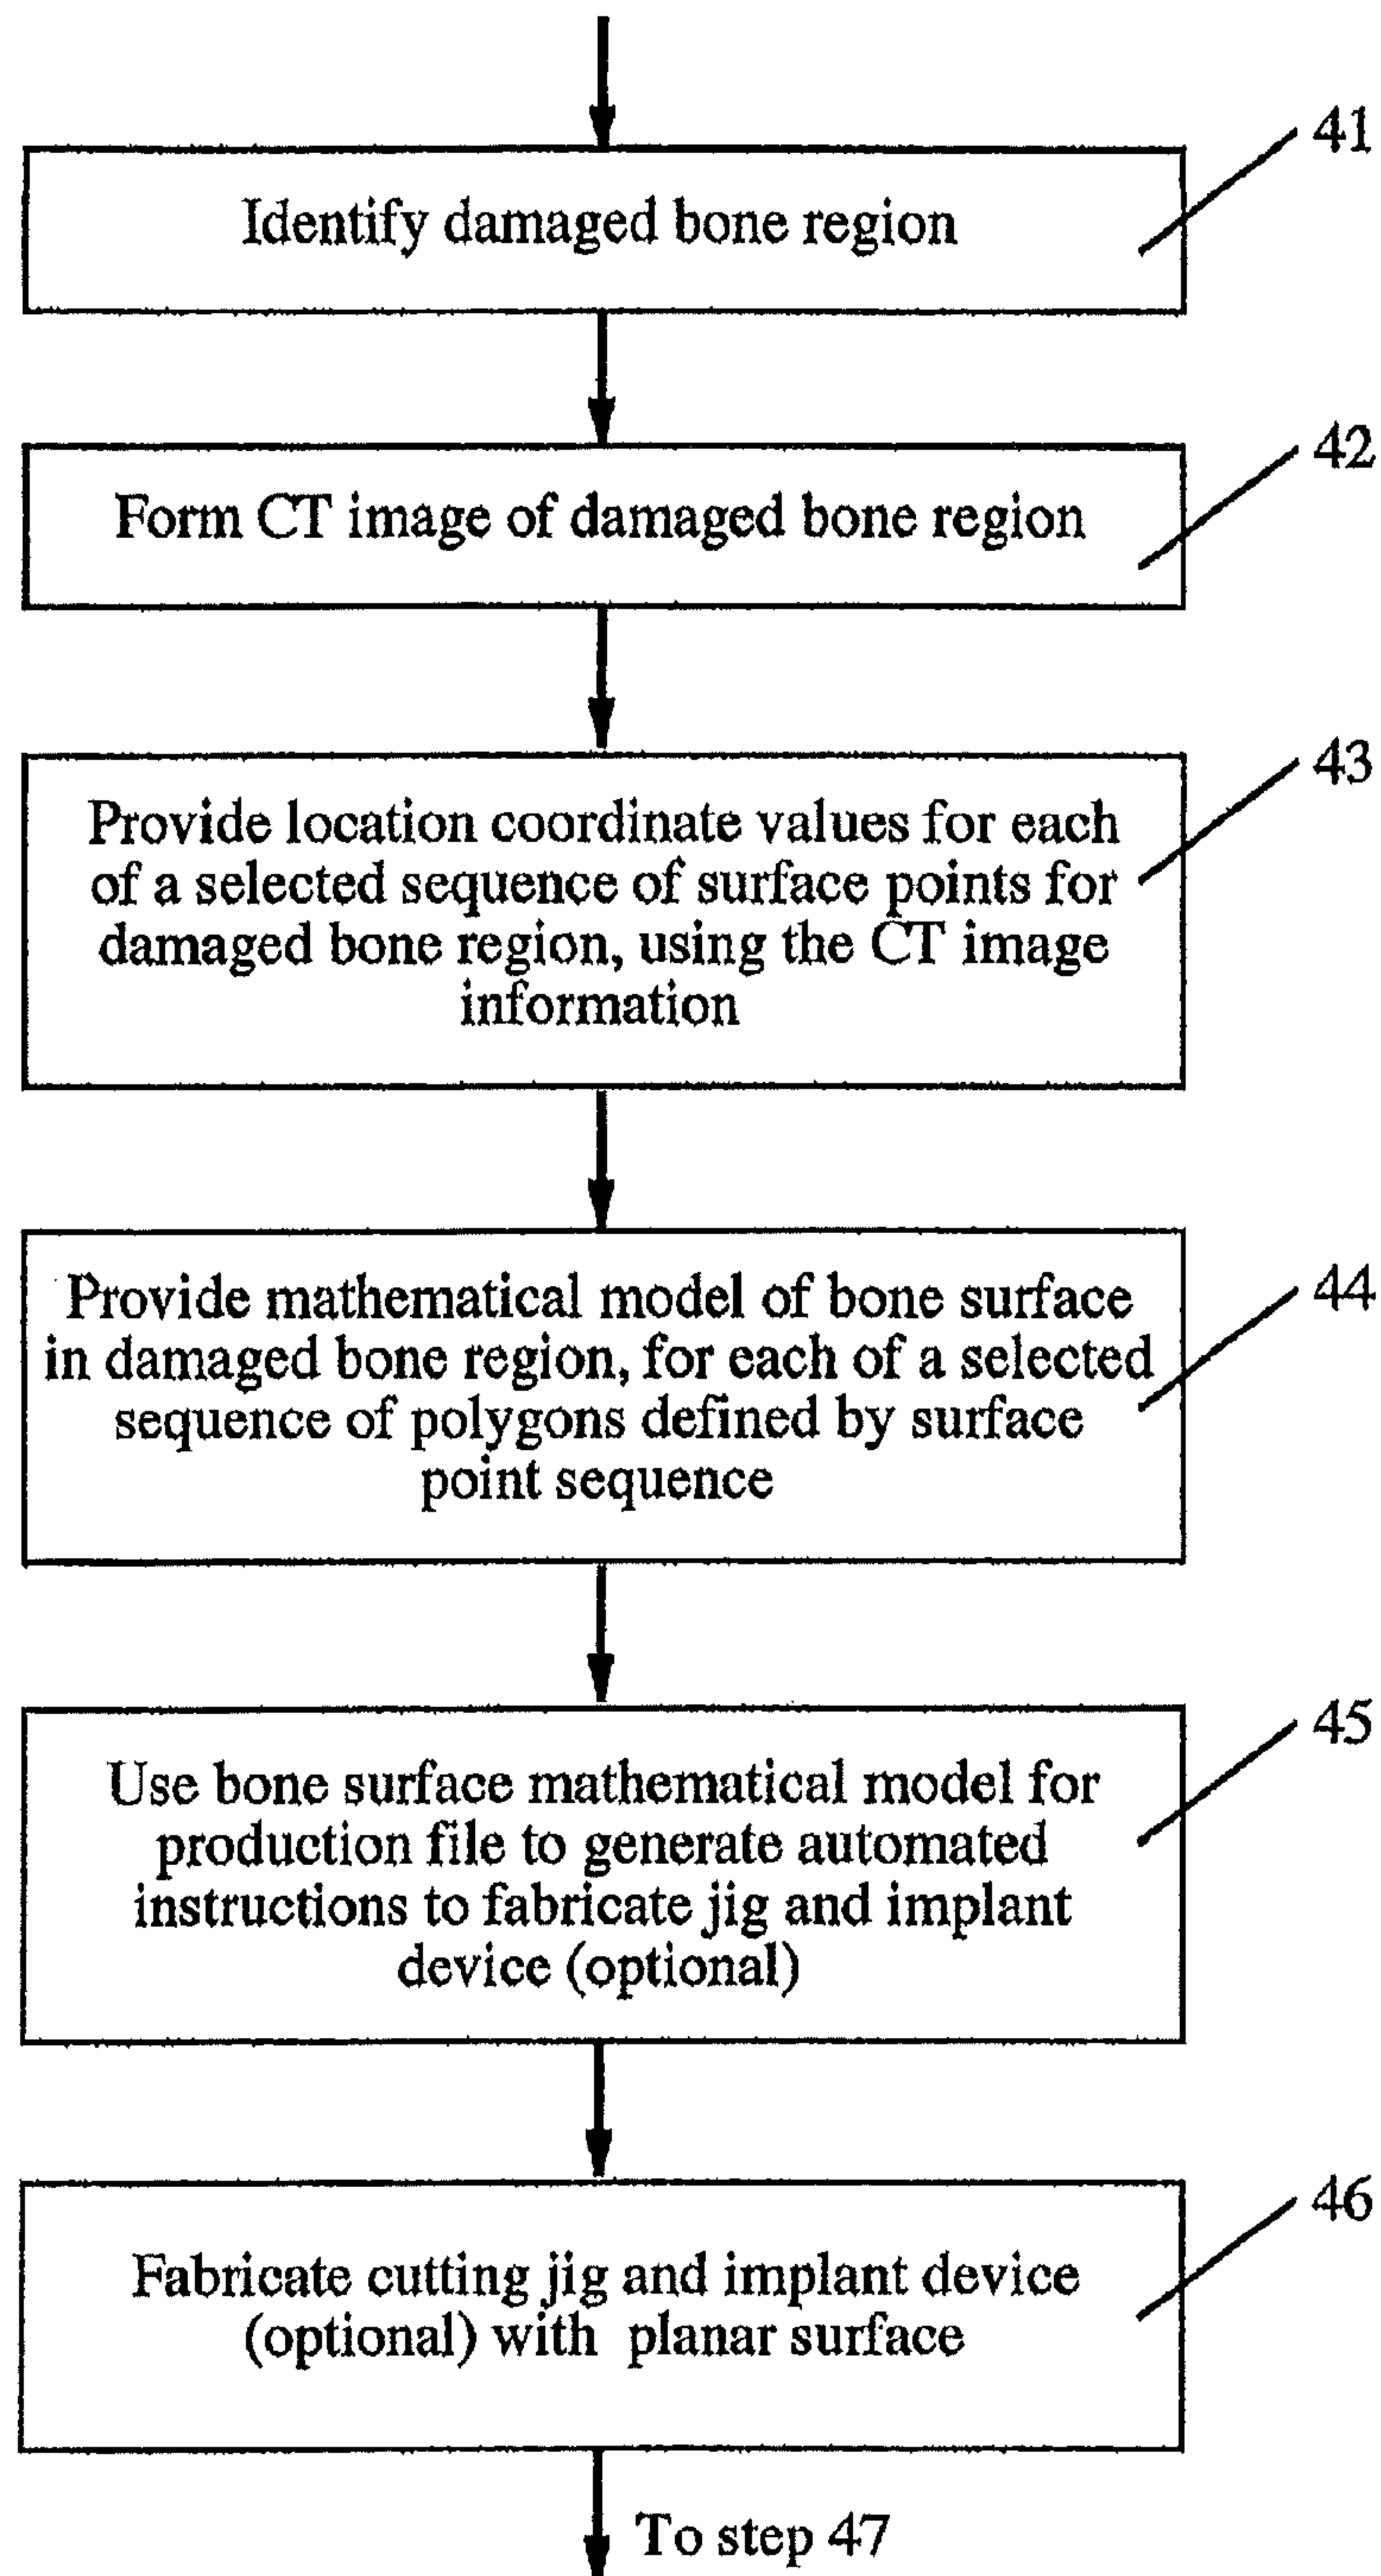 41
Identify damaged bone region
42
Form CT image of damaged bone region
43
Provide location coordinate values for each
of a selected sequence of surface points for
damaged bone region, using the CT image
information
44
Provide mathematical model of bone surface
in damaged bone region, for each of a selected
sequence of polygons defined by surface
point sequence
45
Use bone surface mathematical model for
production file to generate automated
instructions to fabricate jig and implant
device (optional)
46
Fabricate cutting jig and implant device
(optional) with planar surface
To step 47